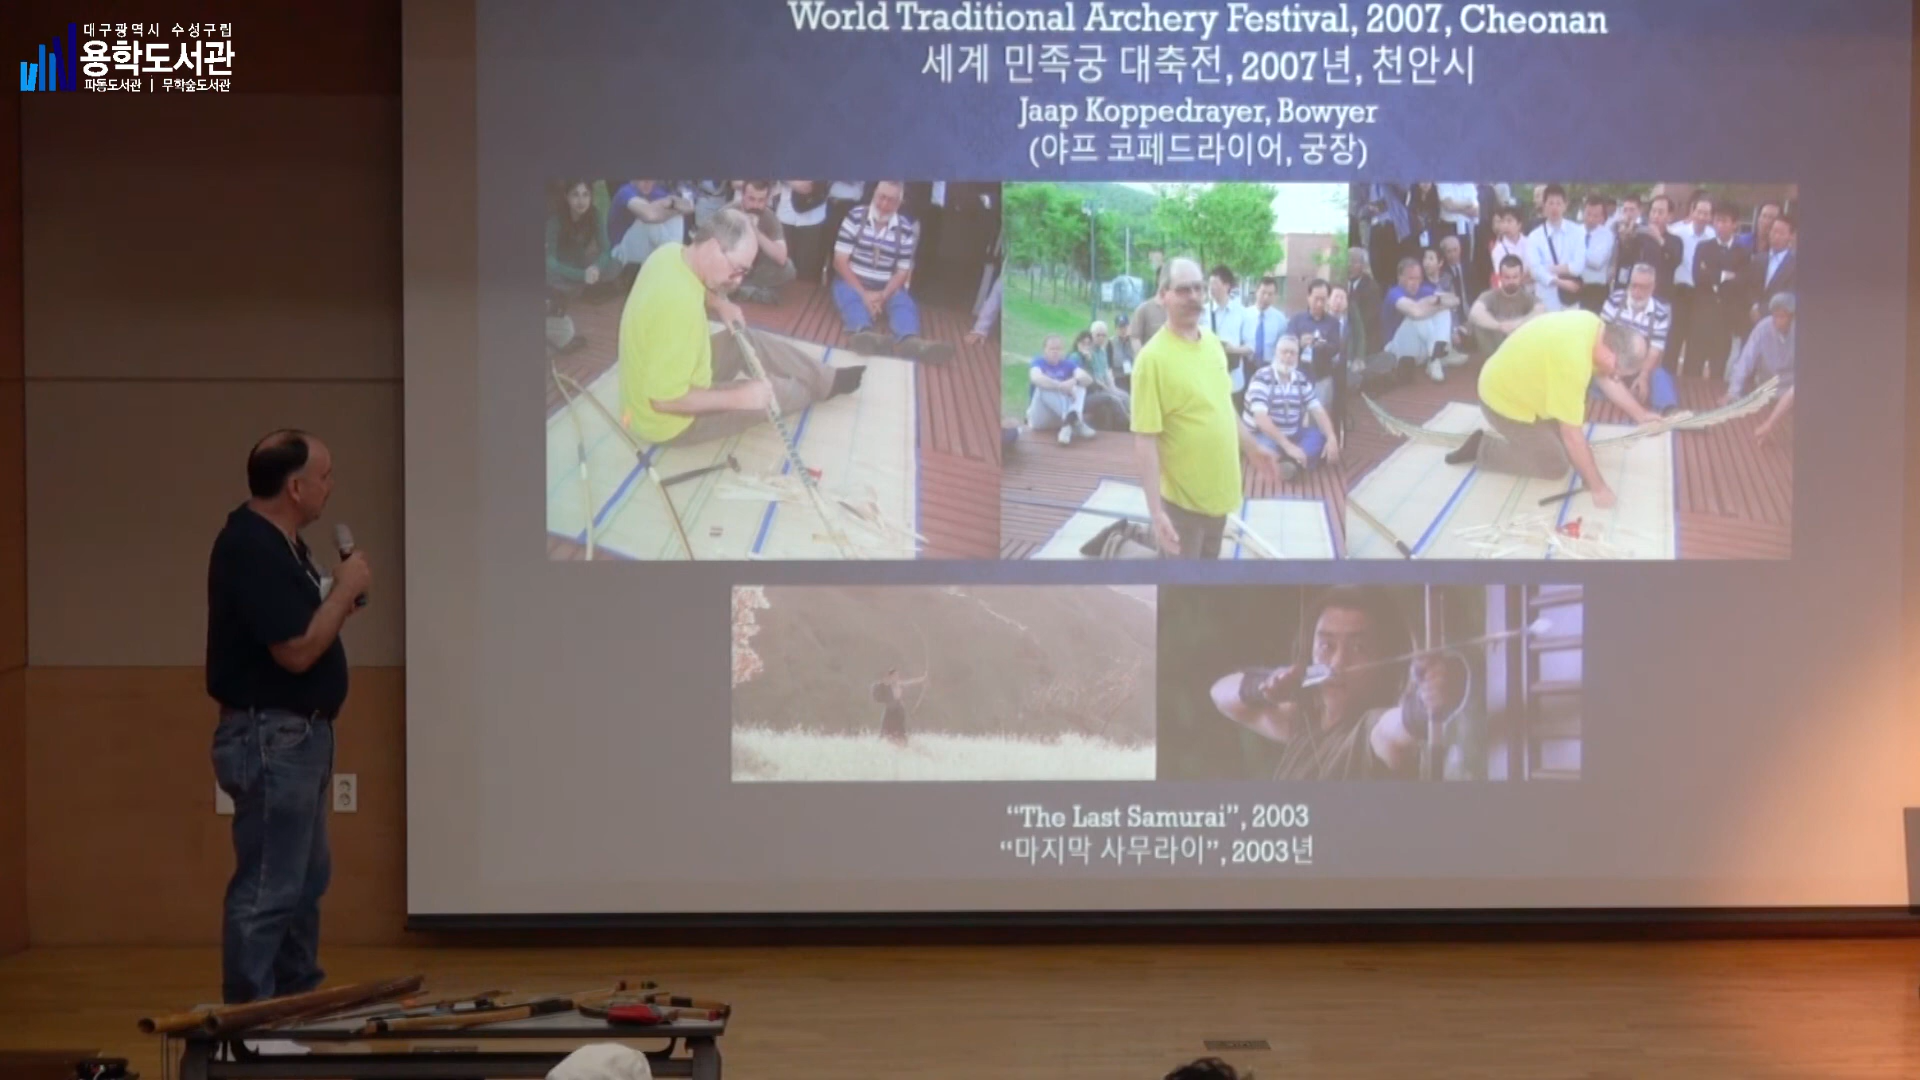 대구광역시 수성구립
용학도서관
파동도서관 | 무학숲도서관
World Traditional Archery Festival, 2007, Cheonan
세계 민족궁 대축전, 2007년, 천안시
Jaap Koppedrayer, Bowyer
(야프 코페드라이어, 궁장)
“The Last Samurai”, 2003
“마지막 사무라이”, 2003년